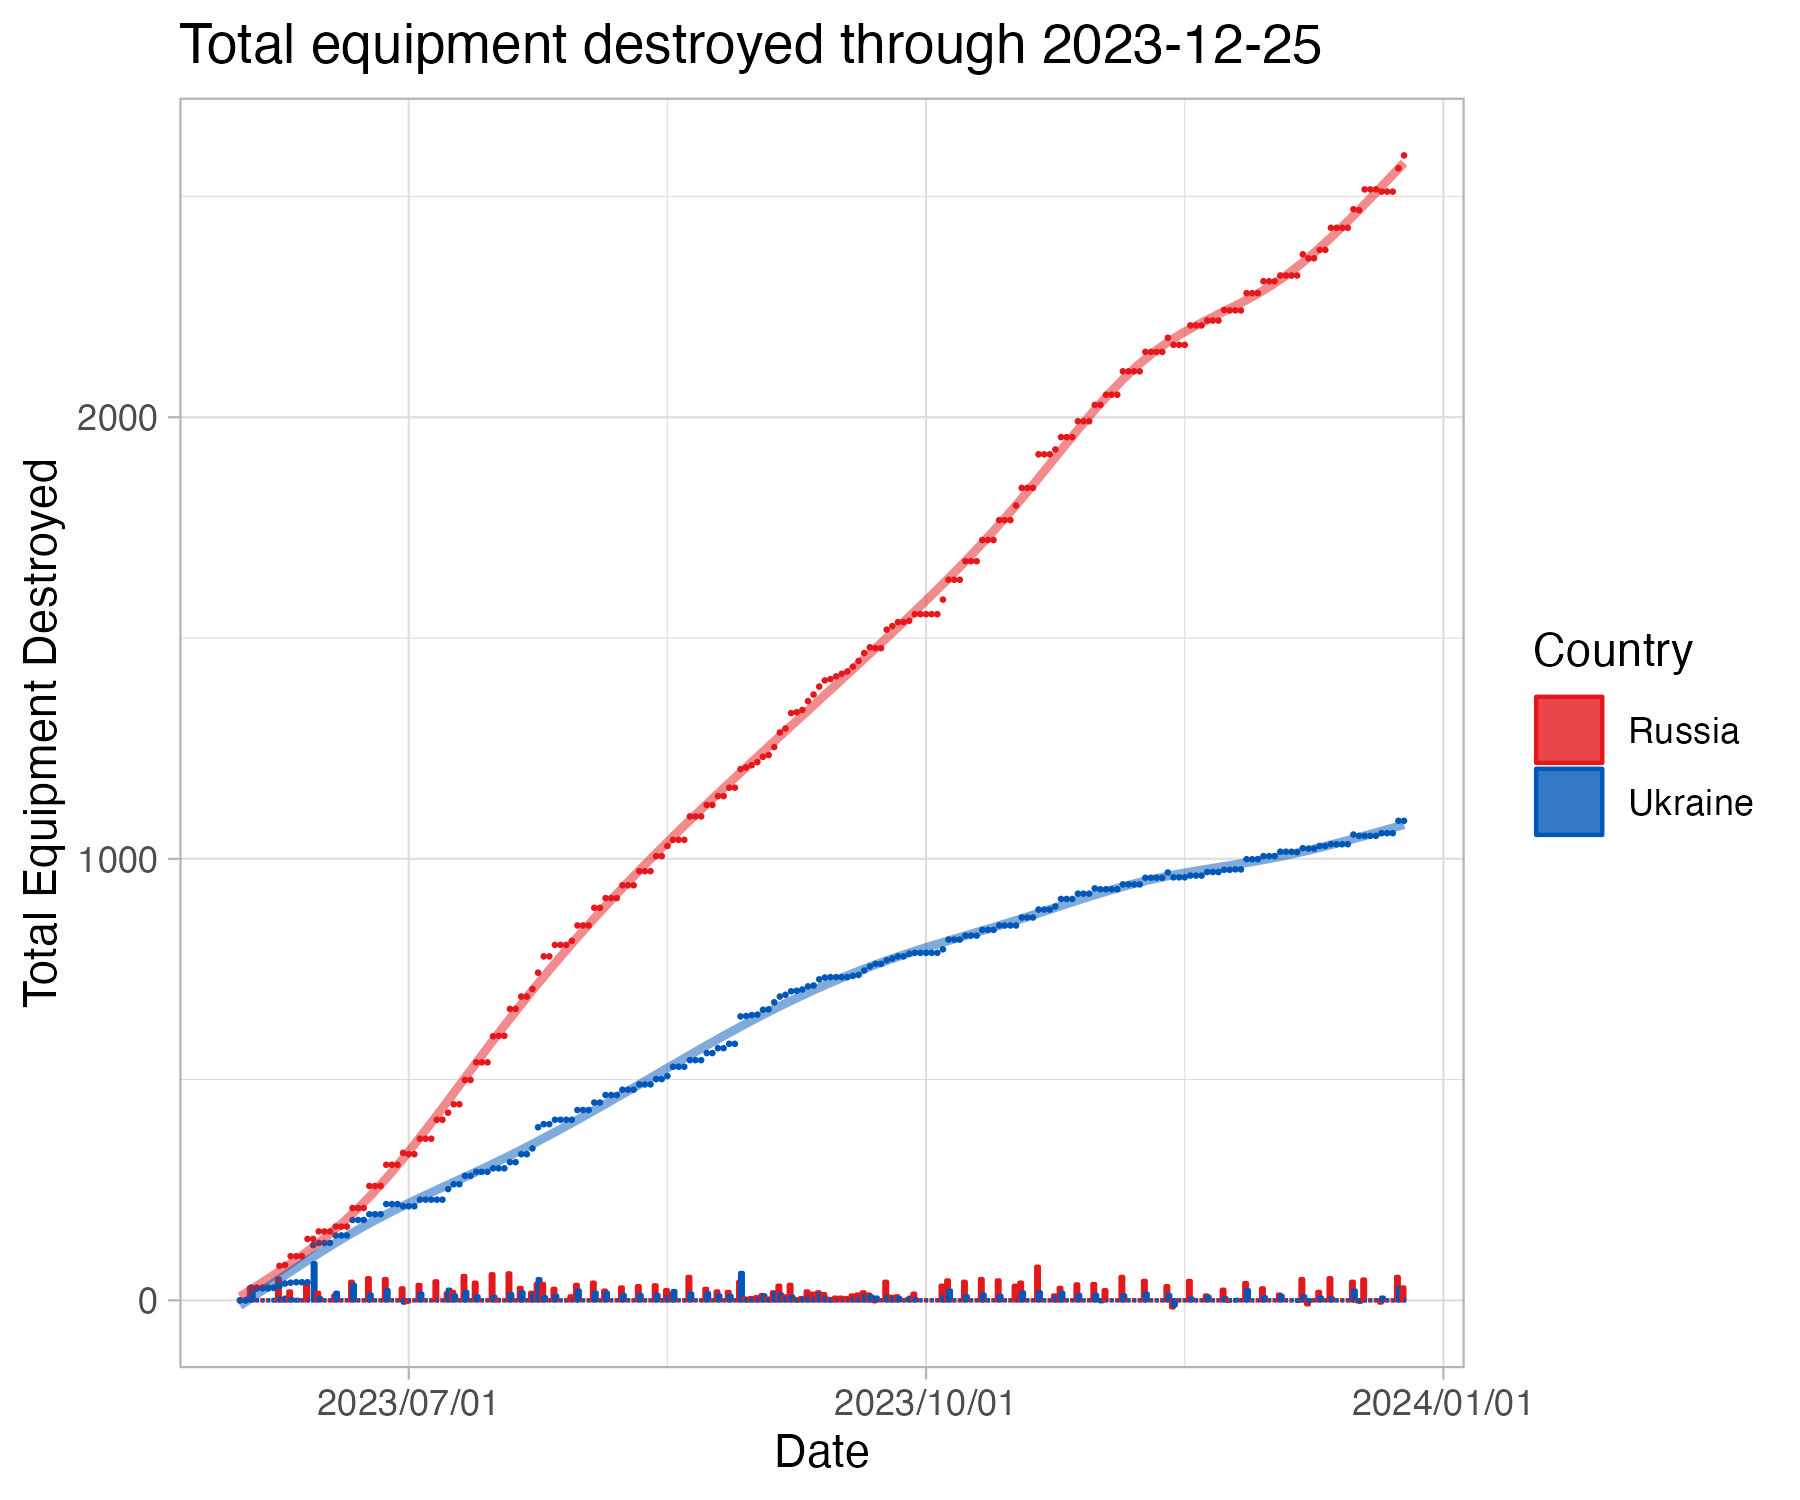 Total equipment destroyed through 2023-12-25
Total Equipment Destroyed
2000
1000
0
2023/07/01
2023/10/01
2024/01/01
Date
Country
Russia
Ukraine